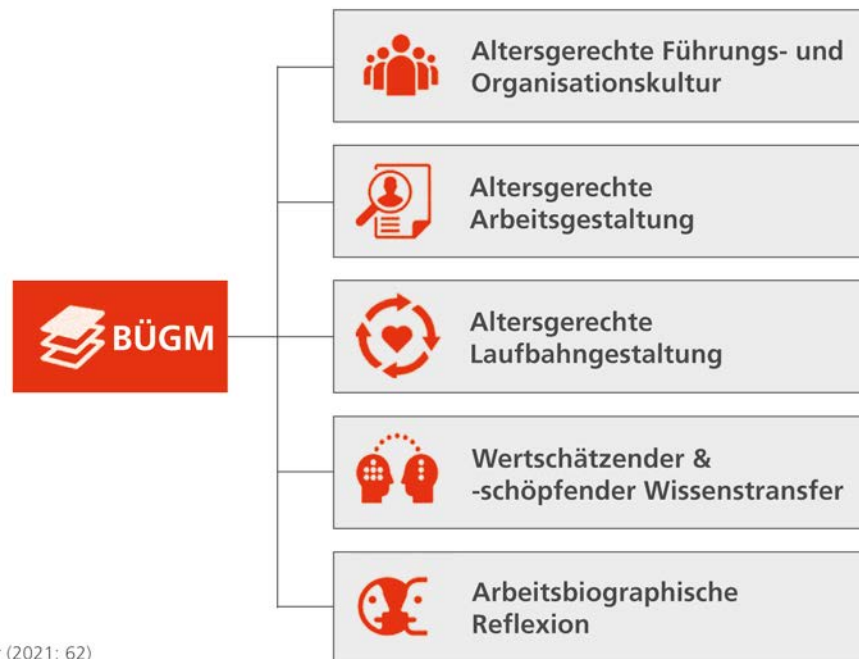 Altersgerechte Führungs- und
Organisationskultur
Altersgerechte
Arbeitsgestaltung
BÜGM
Altersgerechte
Laufbahngestaltung
Wertschätzender &
-schöpfender Wissenstransfer
Arbeitsbiographische
Reflexion
(2021: 62)